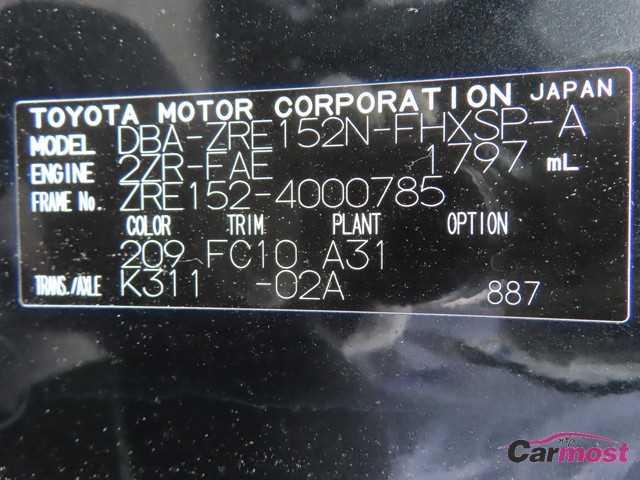 TOYOTA MOTOR CORPORATION JAPAN
MODEL DBA-ZRE152N-FHXSP-A
ENGINE 2ZR-FAE 1797 mL
FRAME No. ZRE152-4000785
COLOR TRIM PLANT OPTION
209 FC10 A31
TRANS./AXLE K311 -02A 887
Carmost